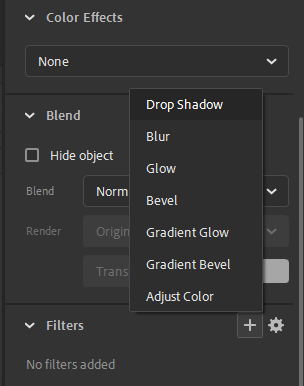 Color Effects
None
Blend
Hide object
Blend
Norm
Render
Origin
Trans
Drop Shadow
Blur
Glow
Bevel
Gradient Glow
Gradient Bevel
Adjust Color
Filters
No filters added